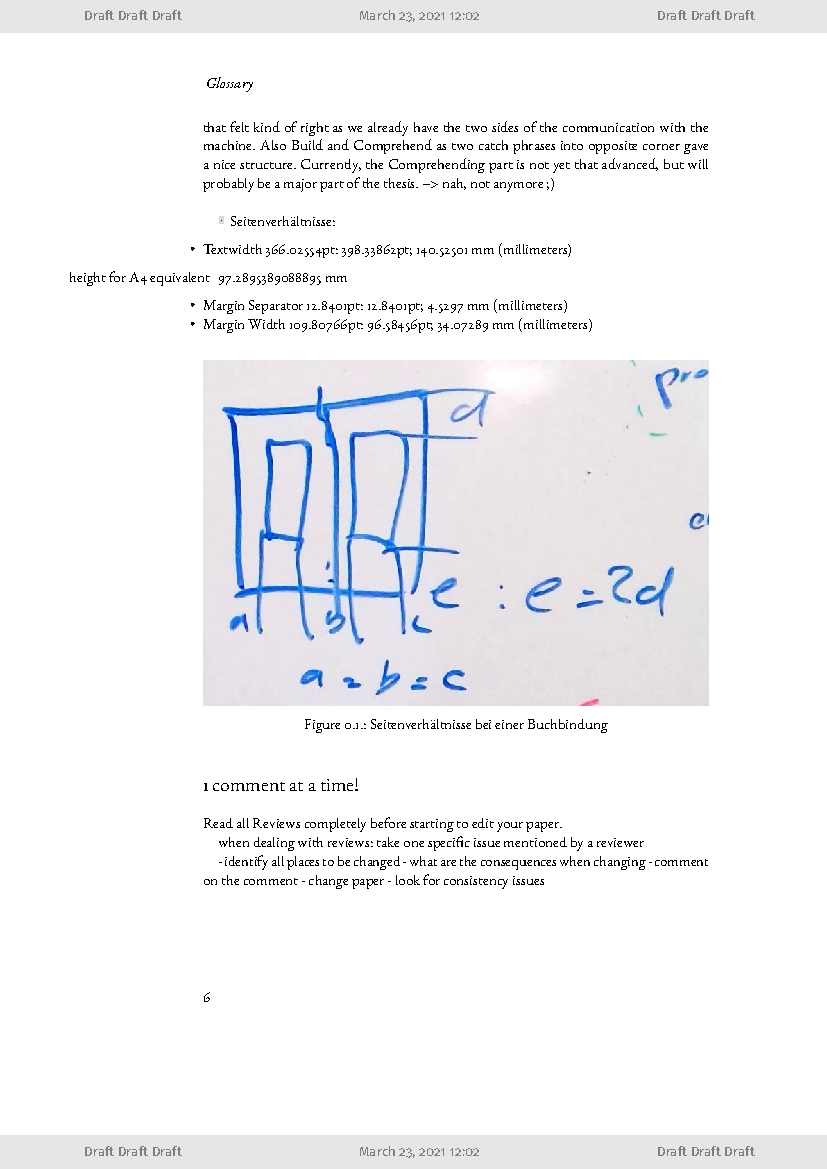 Draft Draft Draft March 23, 2021 12:02 Draft Draft Draft
Glossary
that felt kind of right as we already have the two sides of the communication with the
machine. Also Build and Comprehend as two catch phrases into opposite corner gave
a nice structure. Currently, the Comprehending part is not yet that advanced, but will
probably be a major part of the thesis. –> nah, not anymore ;)
Seitenverhältnisse:
• Textwidth 366.02554pt: 398.33862pt; 140.52501 mm (millimeters)
height for A4 equivalent 97.2895389088895 mm
• Margin Separator 12.8401pt: 12.8401pt; 4.5297 mm (millimeters)
• Margin Width 109.80766pt: 96.58456pt; 34.07289 mm (millimeters)
pro
d
e : e = 2d
a b c
a = b = c
Figure 0.1.: Seitenverhältnisse bei einer Buchbindung
1 comment at a time!
Read all Reviews completely before starting to edit your paper.
when dealing with reviews: take one specific issue mentioned by a reviewer
- identify all places to be changed - what are the consequences when changing - comment
on the comment - change paper - look for consistency issues
6
Draft Draft Draft March 23, 2021 12:02 Draft Draft Draft